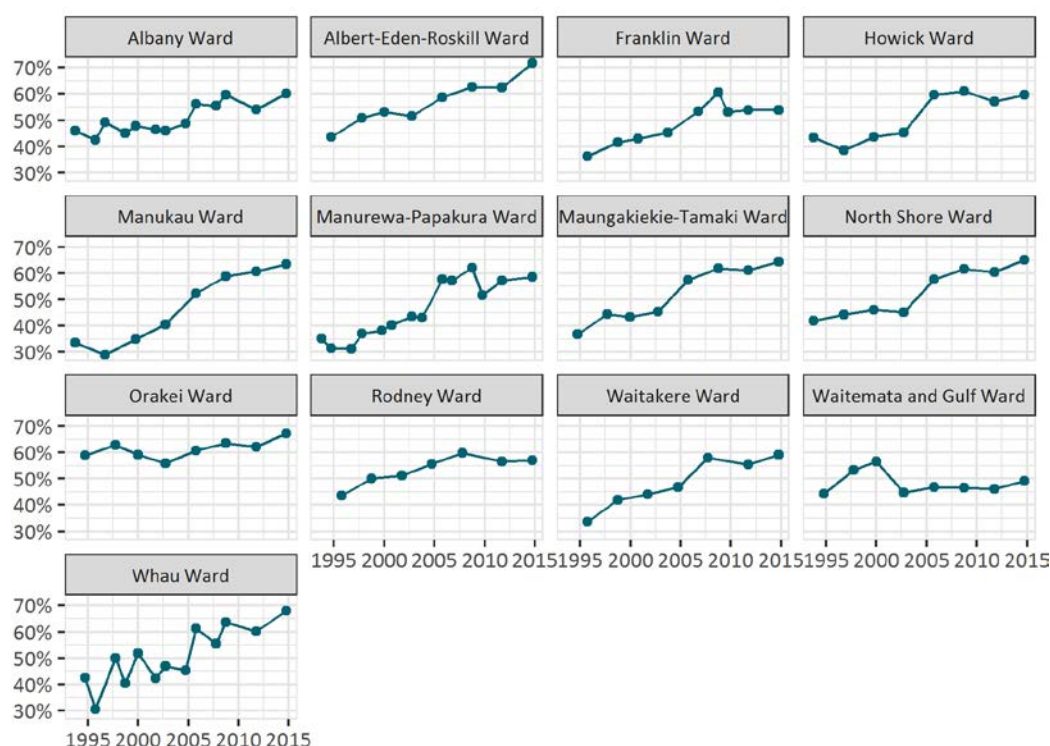 Albany Ward
Albert-Eden-Roskill Ward
Franklin Ward
Howick Ward
70%
60%
50%
40%
30%
Manukau Ward
Manurewa-Papakura Ward
Maungakiekie-Tamaki Ward
North Shore Ward
70%
60%
50%
40%
30%
Orakei Ward
Rodney Ward
Waitakere Ward
Waitemata and Gulf Ward
70%
60%
50%
40%
30%
1995 2000 2005 2010 2015
1995 2000 2005 2010 2015
1995 2000 2005 2010 2015
Whau Ward
70%
60%
50%
40%
30%
1995 2000 2005 2010 2015